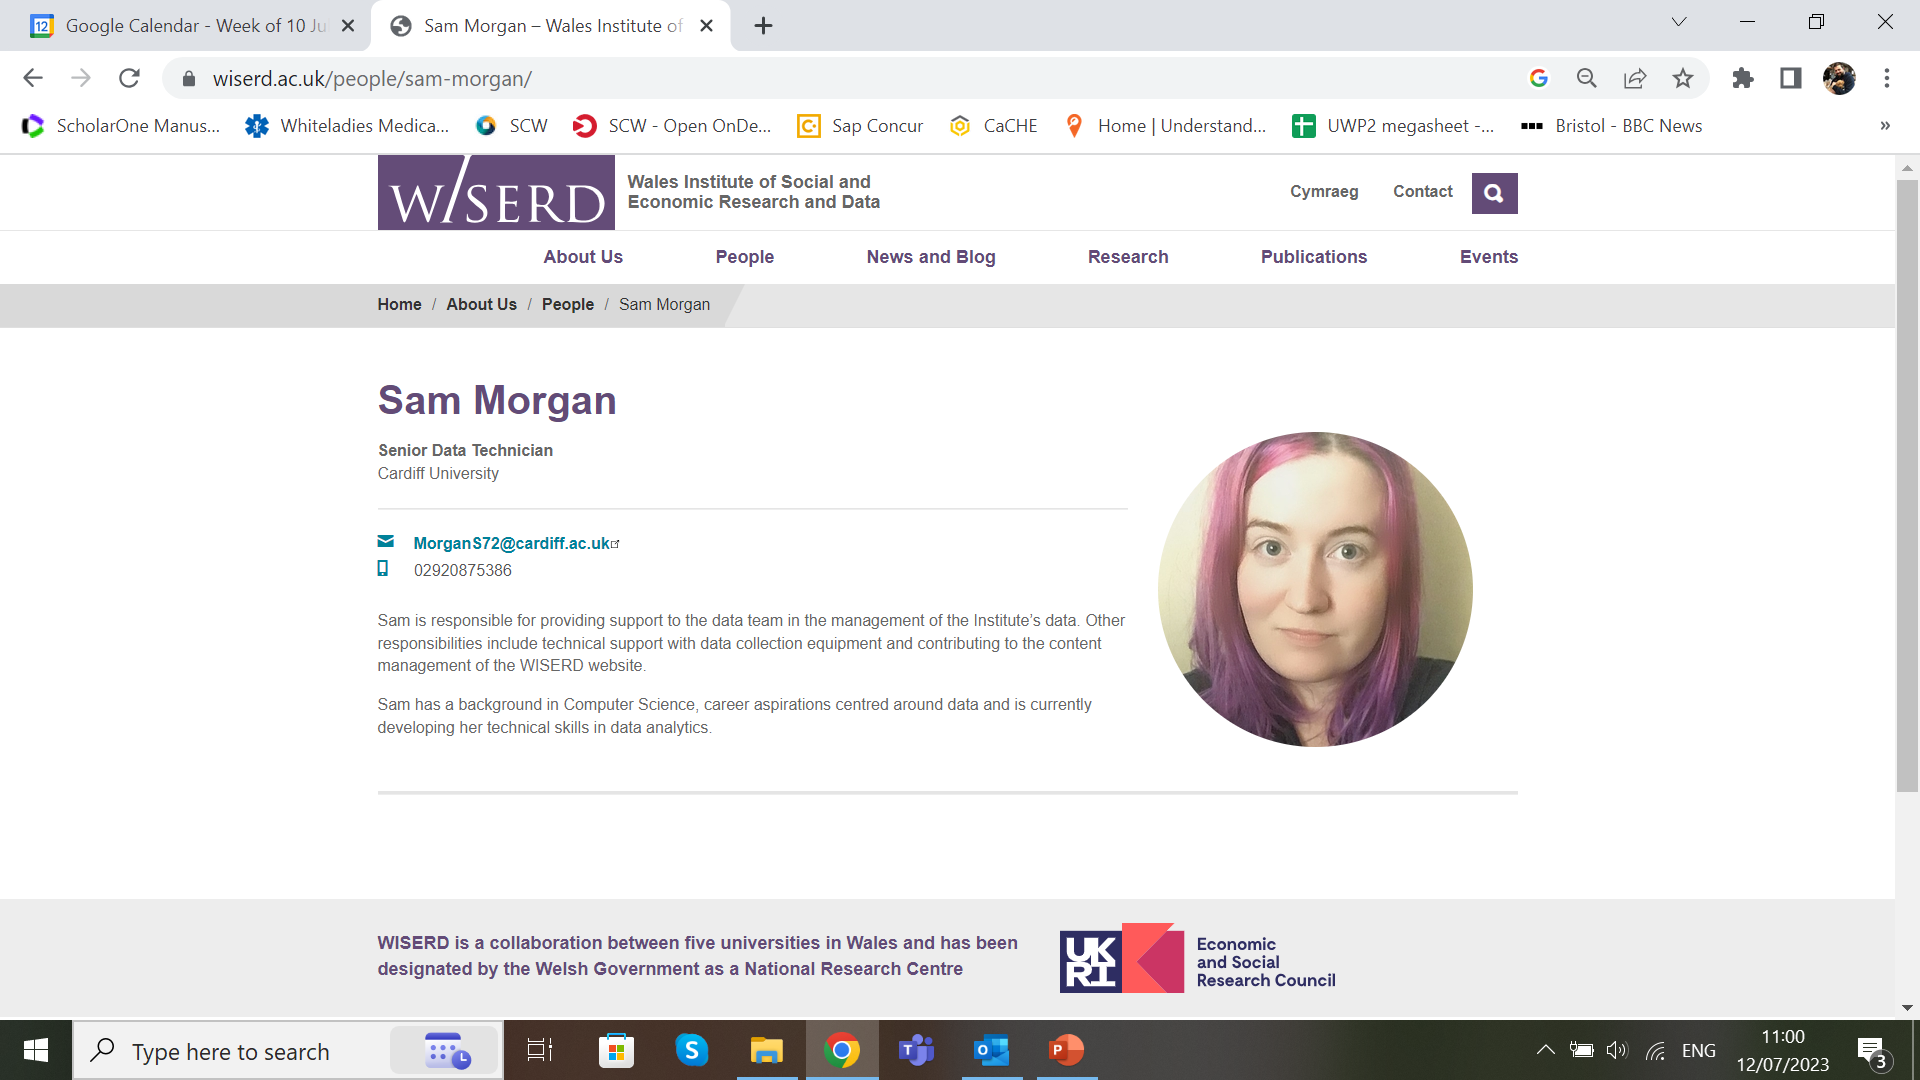 Google Calendar - Week of 10 Ju
Sam Morgan – Wales Institute of
wiserd.ac.uk/people/sam-morgan/
ScholarOne Manus...
Whiteladies Medica...
SCW
SCW - Open OnDe...
Sap Concur
CaCHE
Home | Understand...
UWP2 megasheet -...
Bristol - BBC News
»
WISERD
Wales Institute of Social and
Economic Research and Data
Cymraeg
Contact
About Us
People
News and Blog
Research
Publications
Events
Home / About Us / People / Sam Morgan
Sam Morgan
Senior Data Technician
Cardiff University
MorganS72@cardiff.ac.uk
02920875386
Sam is responsible for providing support to the data team in the management of the Institute’s data. Other
responsibilities include technical support with data collection equipment and contributing to the content
management of the WISERD website.
Sam has a background in Computer Science, career aspirations centred around data and is currently
developing her technical skills in data analytics.
WISERD is a collaboration between five universities in Wales and has been
designated by the Welsh Government as a National Research Centre
UK
RI
Economic
and Social
Research Council
Type here to search
ENG
11:00
12/07/2023
3